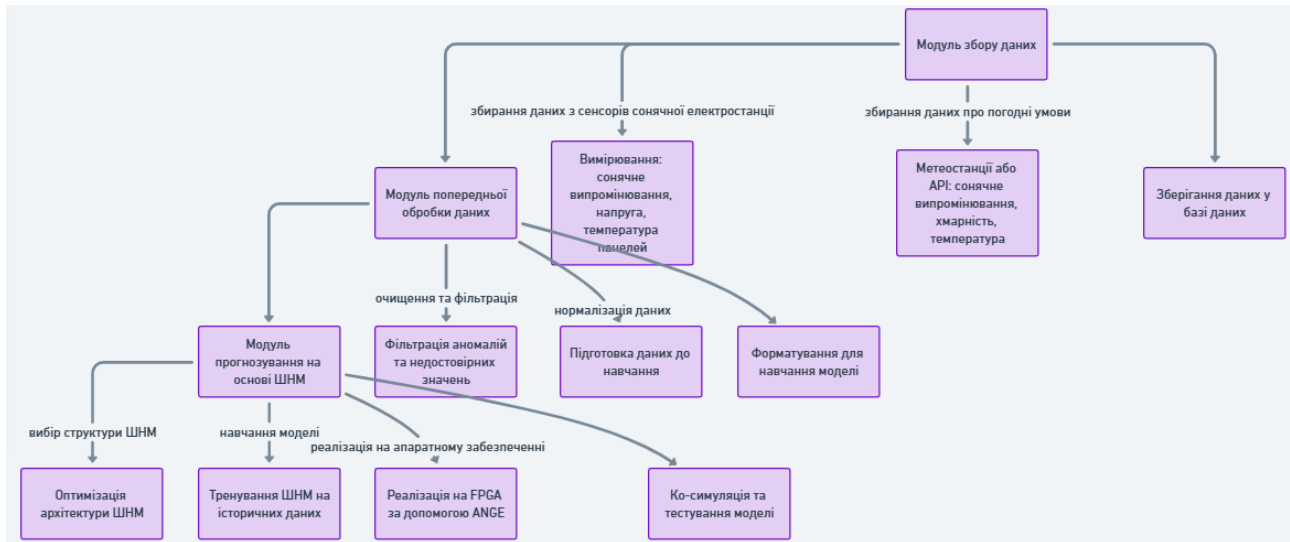 Модуль збору даних
збирання даних з сенсорів сонячної електростанції
збирання даних про погодні умови
Вимірювання:
сонячне
випромінювання,
напруга,
температура
панелей
Метеостанції або
API: сонячне
випромінювання,
хмарність,
температура
Зберігання даних у
базі даних
Модуль попередньої
обробки даних
очищення та фільтрація
нормалізація даних
Модуль
прогнозування на
основі ШНМ
Фільтрація аномалій
та недостовірних
значень
Підготовка даних до
навчання
Форматування для
навчання моделі
вибір структури ШНМ
навчання моделі
реалізація на апаратному забезпеченні
Оптимізація
архітектури ШНМ
Тренування ШНМ на
історичних даних
Реалізація на FPGA
за допомогою ANGE
Ко-симуляція та
тестування моделі